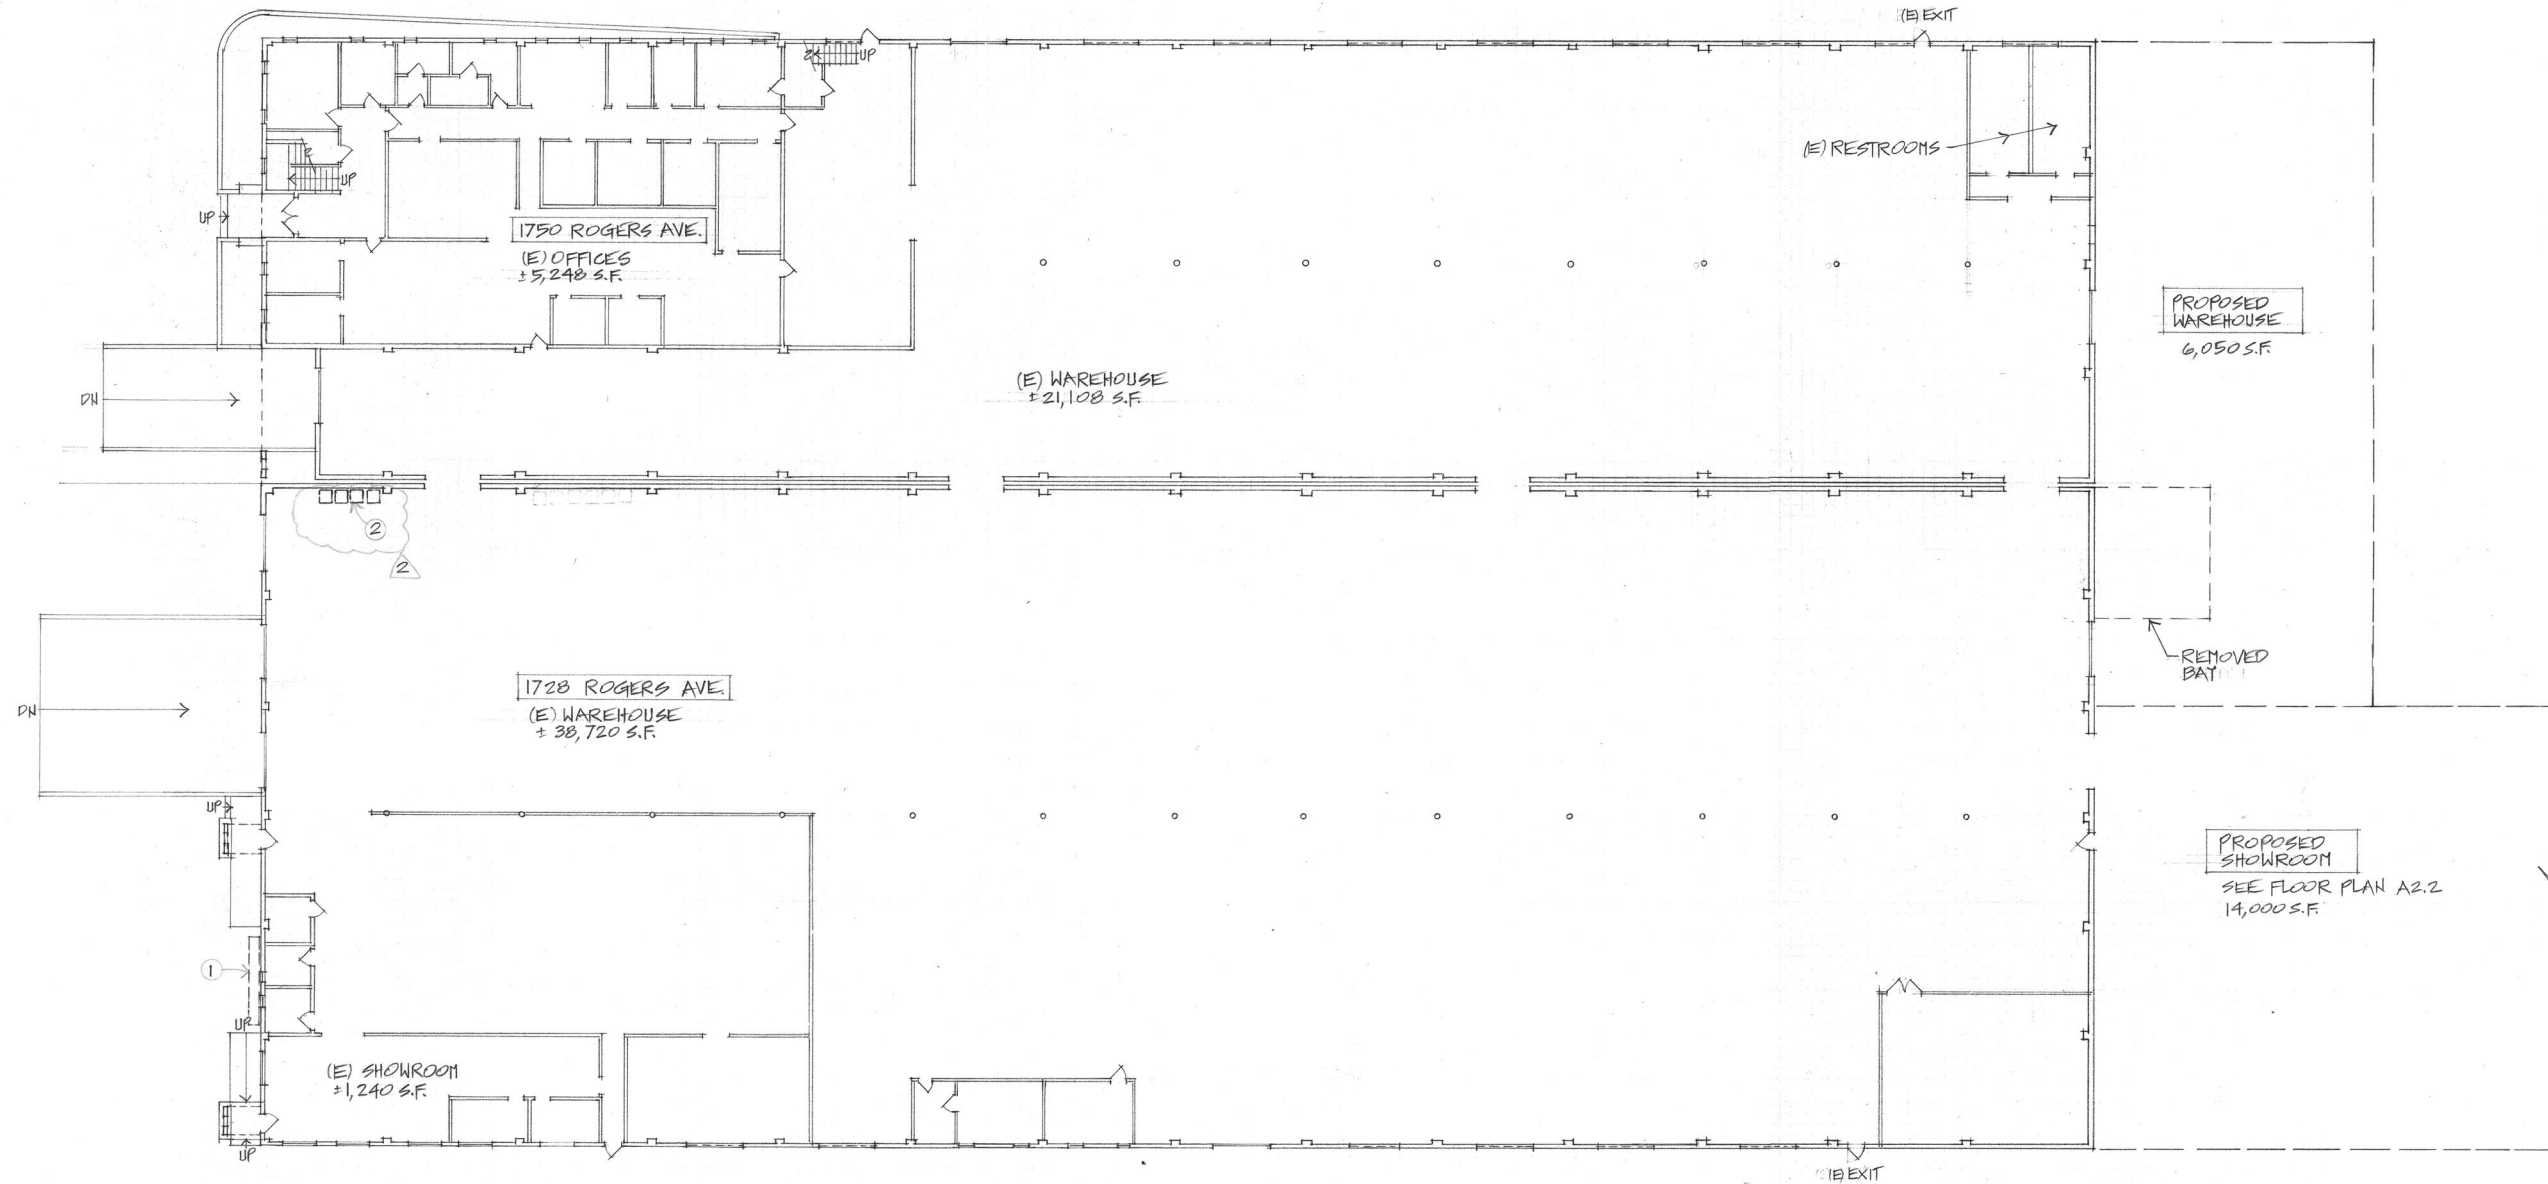 (E) EXIT
UP
(E) RESTROOMS
UP
UP
1750 ROGERS AVE.
(E) OFFICES
±5,248 S.F.
PROPOSED
WAREHOUSE
6,050 S.F.
(E) WAREHOUSE
±21,108 S.F.
DN
2
2
REMOVED
BAY
1728 ROGERS AVE.
(E) WAREHOUSE
± 38,720 S.F.
DN
UP
PROPOSED
SHOWROOM
SEE FLOOR PLAN A2.2
14,000 S.F.
1
UP
(E) SHOWROOM
±1,240 S.F.
UP
(E) EXIT